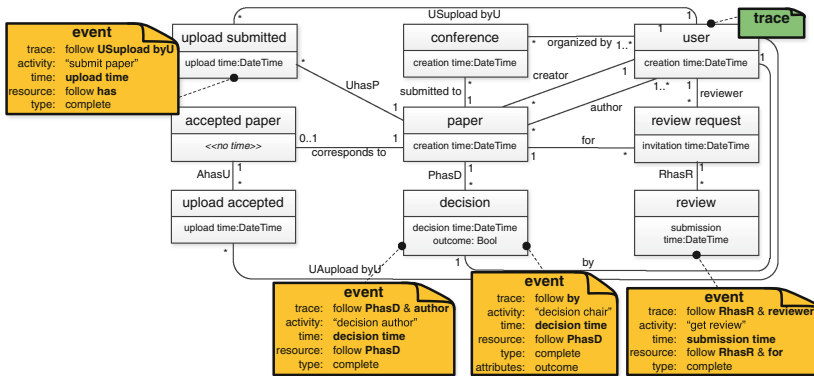 event
trace: follow USupload byU
activity: “submit paper”
time: upload time
resource: follow has
type: complete
upload submitted
upload time:DateTime
*
*
USupload byU
1
conference
creation time:DateTime
*
*
organized by
1
1..*
user
creation time:DateTime
1
1
1
1..*
1
trace
UhasP
1
submitted to
*
creator
*
author
*
reviewer
*
accepted paper
<<no time>>
0..1
corresponds to
1
paper
creation time:DateTime
1
for
*
review request
invitation time:DateTime
AhasU
1
*
PhasD
1
*
RhasR
1
*
upload accepted
upload time:DateTime
*
decision
decision time:DateTime
outcome: Bool
1
review
submission
time:DateTime
UAupload byU
by
event
trace: follow PhasD & author
activity: “decision author”
time: decision time
resource: follow PhasD
type: complete
event
trace: follow by
activity: “decision chair”
time: decision time
resource: follow PhasD
type: complete
attributes: outcome
event
trace: follow RhasR & reviewer
activity: “get review”
time: submission time
resource: follow RhasR & for
type: complete